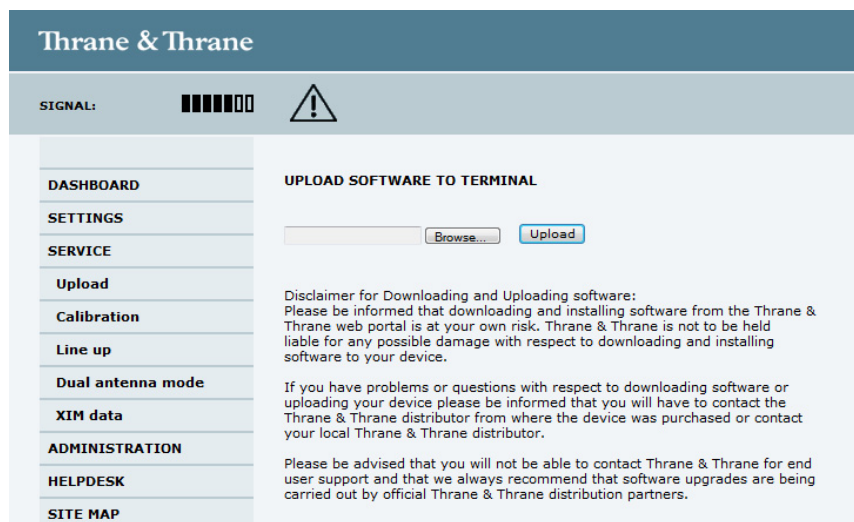 Thrane & Thrane
SIGNAL:
DASHBOARD
SETTINGS
SERVICE
Upload
Calibration
Line up
Dual antenna mode
XIM data
ADMINISTRATION
HELPDESK
SITE MAP
UPLOAD SOFTWARE TO TERMINAL
Browse... Upload
Disclaimer for Downloading and Uploading software:
Please be informed that downloading and installing software from the Thrane &
Thrane web portal is at your own risk. Thrane & Thrane is not to be held
liable for any possible damage with respect to downloading and installing
software to your device.
If you have problems or questions with respect to downloading software or
uploading your device please be informed that you will have to contact the
Thrane & Thrane distributor from where the device was purchased or contact
your local Thrane & Thrane distributor.
Please be advised that you will not be able to contact Thrane & Thrane for end
user support and that we always recommend that software upgrades are being
carried out by official Thrane & Thrane distribution partners.